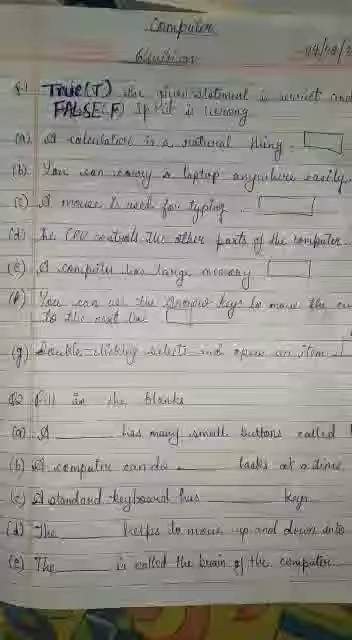 Computer
Question
Q.1 True(T) the given statement is correct and
FALSE(F) if it is wrong
(a) A calculator is a natural thing.
(b) You can carry a laptop anywhere easily.
(c) A mouse is used for typing.
(d) The CPU controls the other parts of the computer.
(e) A computer has large memory
(f) You can use the Arrow keys to move the
to the next line
(g) Double-clicking selects and opens an item.
Q2 fill in the blanks
(a) A ______ has many small buttons called
(b) A computer can do ______ tasks at a time.
(c) A standard keyboard has ______ keys
(d) The ______ helps to move up and down into
(e) The ______ is called the brain of the computer.